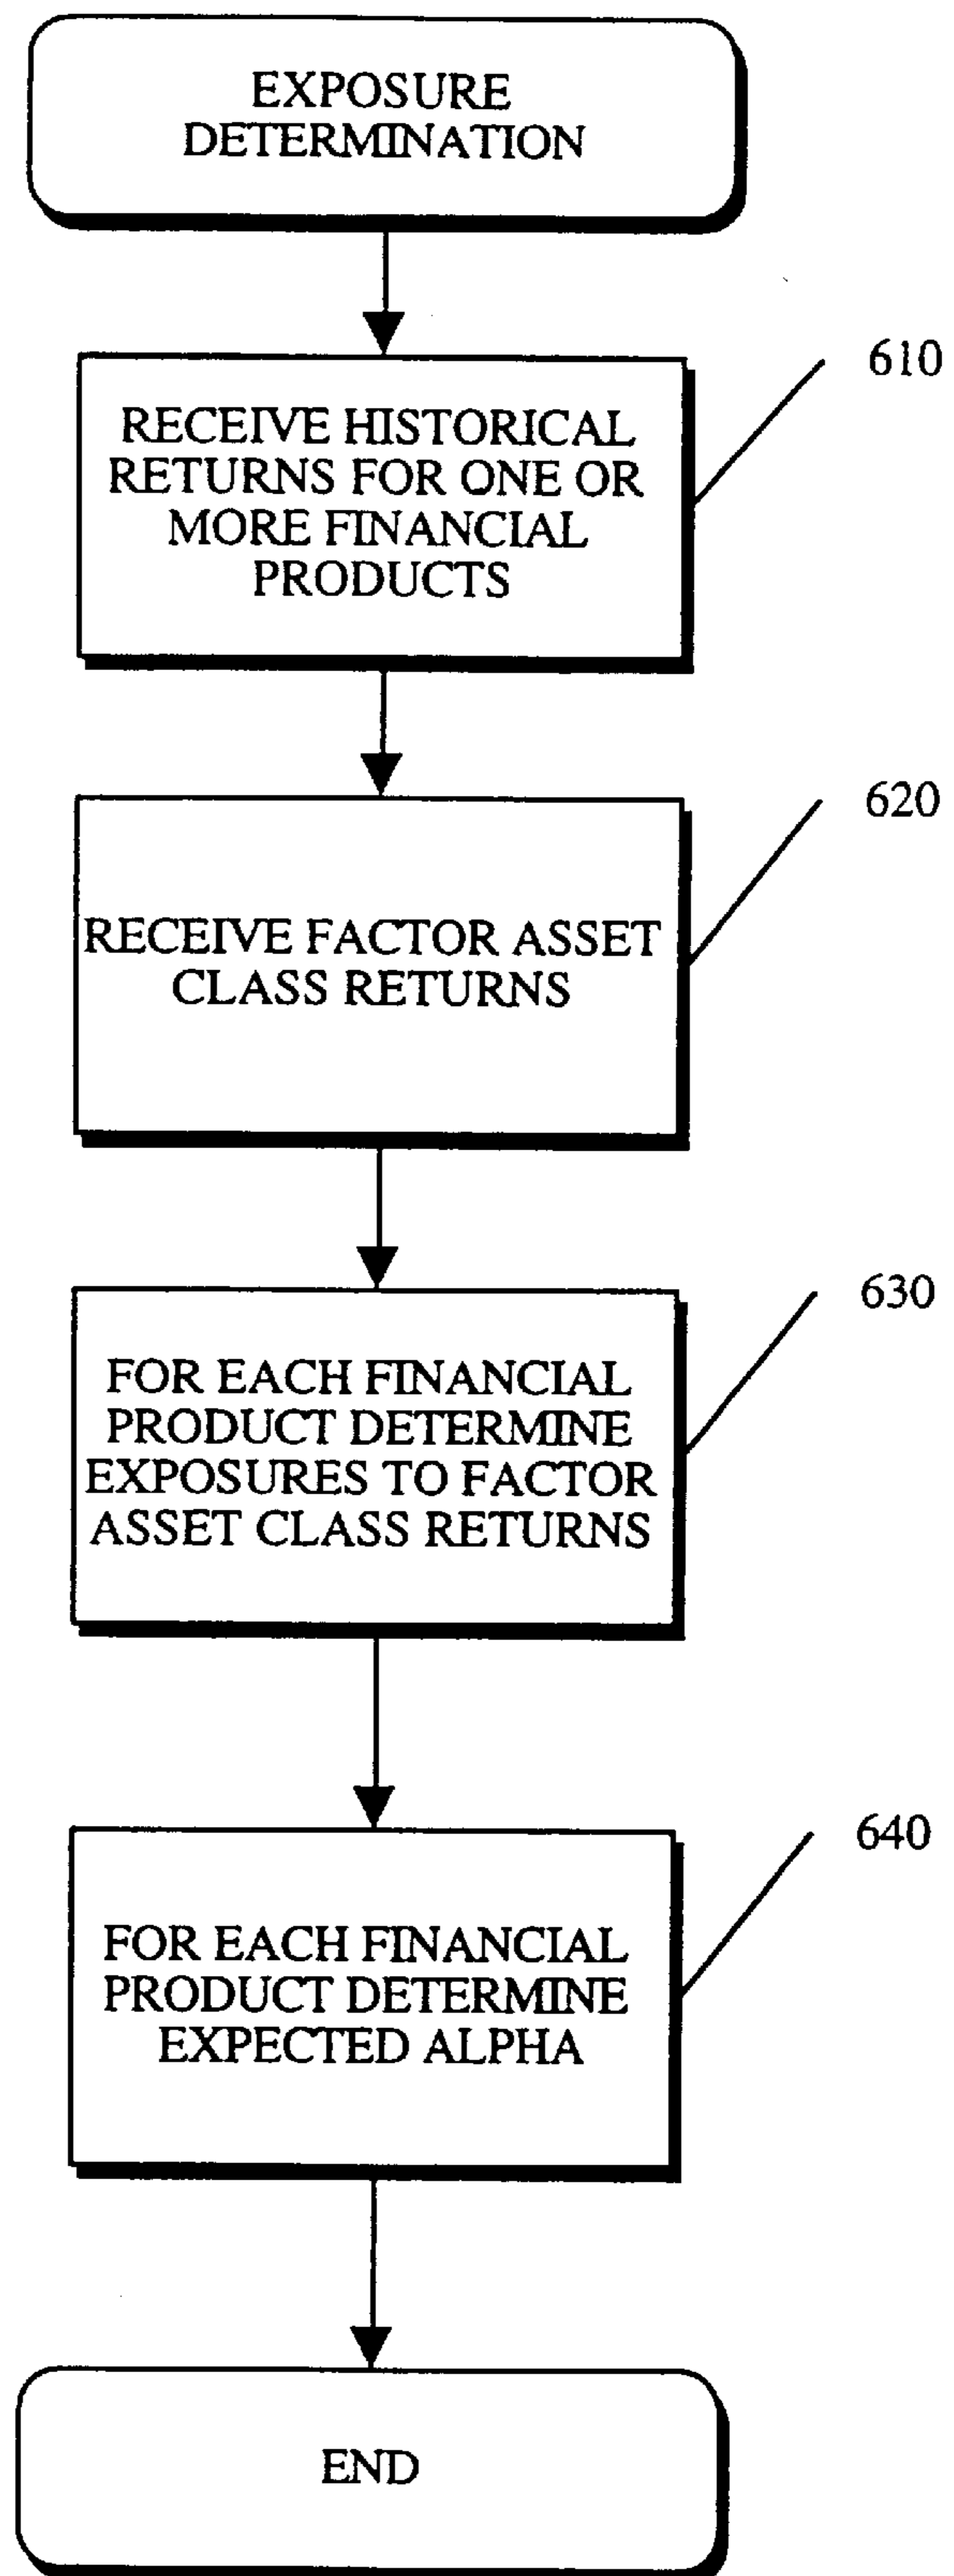 EXPOSURE
DETERMINATION
610
RECEIVE HISTORICAL
RETURNS FOR ONE OR
MORE FINANCIAL
PRODUCTS
620
RECEIVE FACTOR ASSET
CLASS RETURNS
630
FOR EACH FINANCIAL
PRODUCT DETERMINE
EXPOSURES TO FACTOR
ASSET CLASS RETURNS
640
FOR EACH FINANCIAL
PRODUCT DETERMINE
EXPECTED ALPHA
END